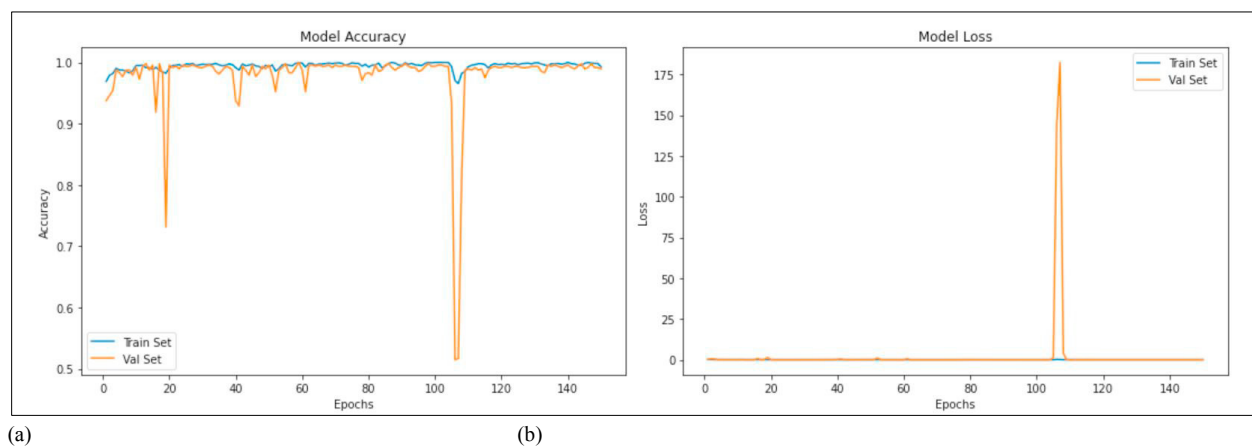 Model Accuracy
1.0
0.9
0.8
0.7
0.6
0.5
Accuracy
Train Set
Val Set
0 20 40 60 80 100 120 140
Epochs
Model Loss
175
150
125
100
75
50
25
0
Loss
Train Set
Val Set
0 20 40 60 80 100 120 140
Epochs
(a) (b)